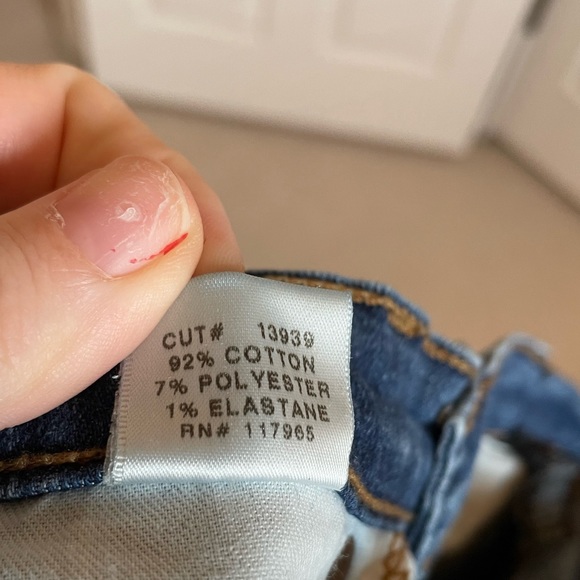 CUT# 13939
92% COTTON
7% POLYESTER
1% ELASTANE
RN# 117965